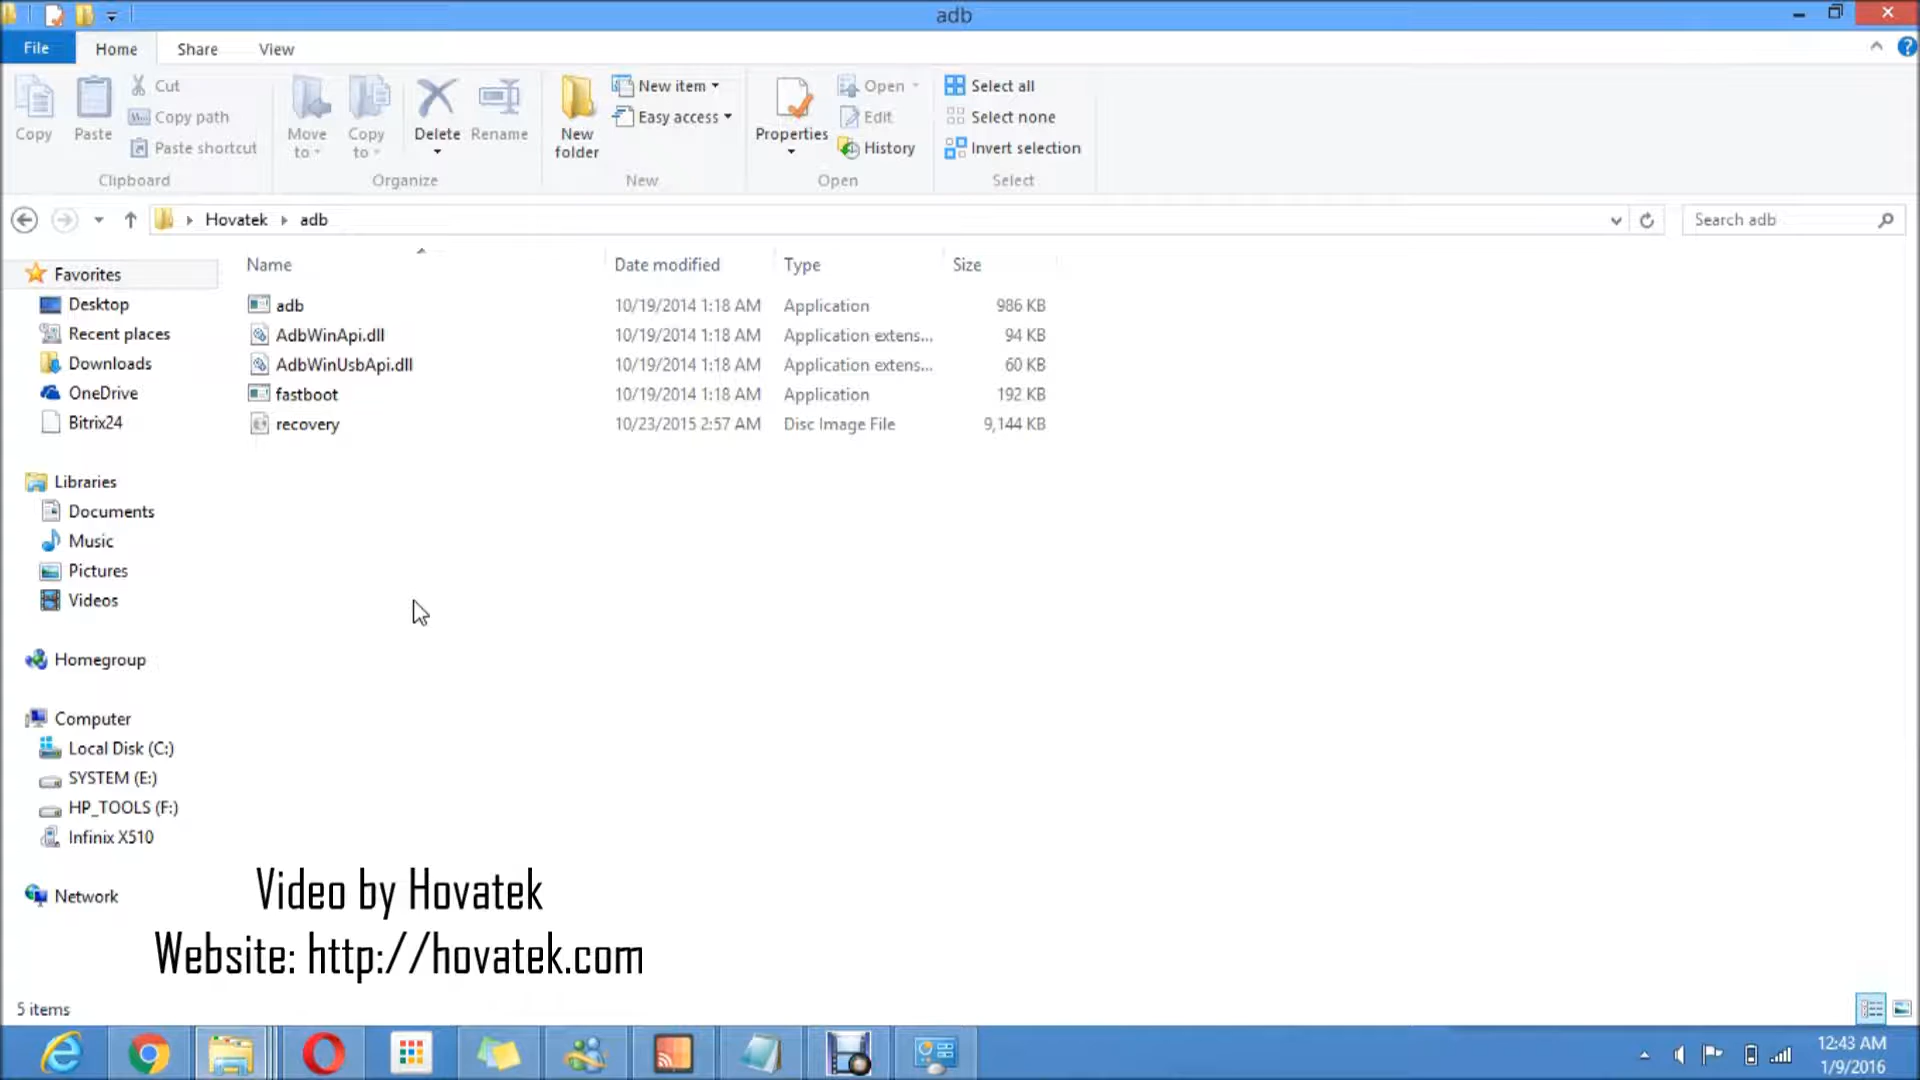 adb
File
Home
Share
View
Copy
Paste
Cut
Copy path
Paste shortcut
Clipboard
Move to
Copy to
Delete
Rename
Organize
New folder
New item
Easy access
New
Properties
Open
Edit
History
Open
Select all
Select none
Invert selection
Select
Hovatek
adb
Search adb
Name
Date modified
Type
Size
adb 10/19/2014 1:18 AM Application 986 KB
AdbWinApi.dll 10/19/2014 1:18 AM Application extens... 94 KB
AdbWinUsbApi.dll 10/19/2014 1:18 AM Application extens... 60 KB
fastboot 10/19/2014 1:18 AM Application 192 KB
recovery 10/23/2015 2:57 AM Disc Image File 9,144 KB
Favorites
Desktop
Recent places
Downloads
OneDrive
Bitrix24
Libraries
Documents
Music
Pictures
Videos
Homegroup
Computer
Local Disk (C:)
SYSTEM (E:)
HP_TOOLS (F:)
Infinix X510
Network
Video by Hovatek
Website: http://hovatek.com
5 items
12:43 AM
1/9/2016